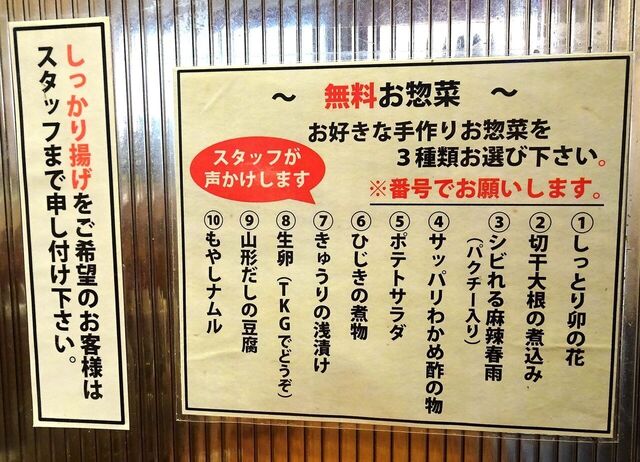 しっかり揚げをご希望のお客様は
スタッフまで申し付け下さい。
～ 無料お惣菜 ～
お好きな手作りお惣菜を
３種類お選び下さい。
※番号でお願いします。
スタッフが
声かけします
①しっとり卯の花
②切干大根の煮込み
③シビれる麻辣春雨
（パクチー入り）
④サッパリわかめ酢の物
⑤ポテトサラダ
⑥ひじきの煮物
⑦きゅうりの浅漬け
⑧生卵（TKGでどうぞ）
⑨山形だしの豆腐
⑩もやしナムル